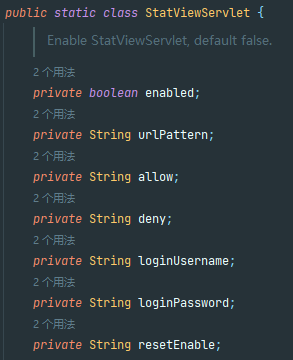 public static class StatViewServlet {
Enable StatViewServlet, default false.
2 个用法
private boolean enabled;
2 个用法
private String urlPattern;
2 个用法
private String allow;
2 个用法
private String deny;
2 个用法
private String loginUsername;
2 个用法
private String loginPassword;
2 个用法
private String resetEnable;